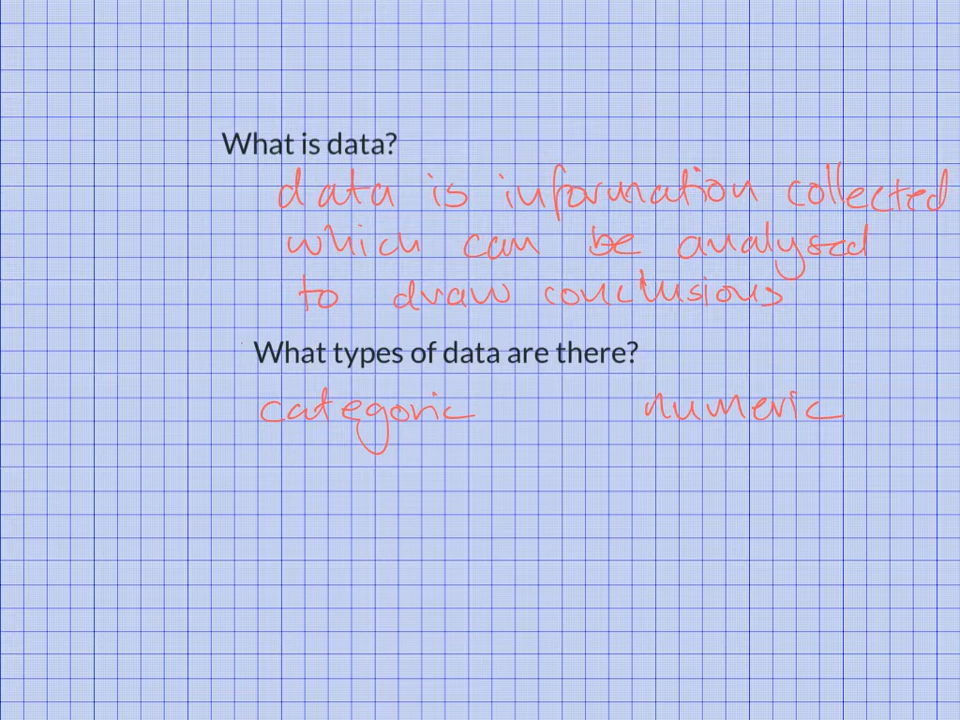 What is data?
data is information collected
which can be analysed
to draw conclusions
What types of data are there?
categoric numeric